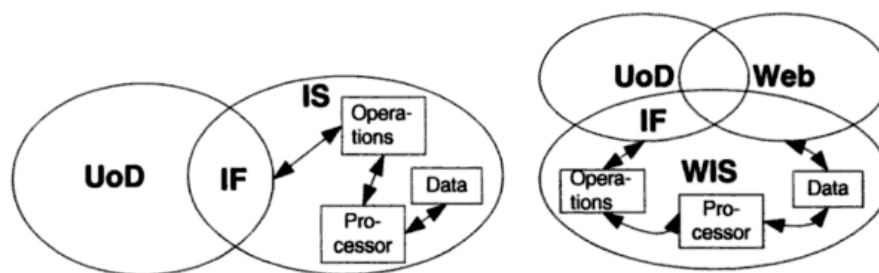 IS
Opera-
tions
UoD
IF
Data
Pro-
cessor
UoD
Web
IF
WIS
Opera-
tions
Pro-
cessor
Data